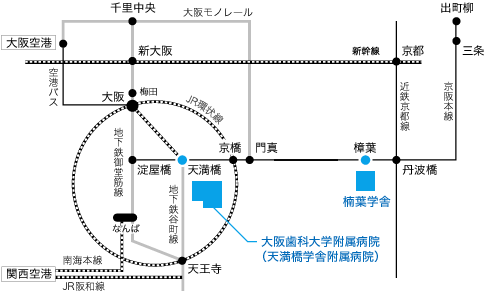 千里中央
出町柳
大阪モノレール
大阪空港
新大阪
新幹線
京都
三条
空港バス
梅田
大阪
JR環状線
近鉄京都線
京阪本線
地下鉄御堂筋線
京橋
門真
樟葉
淀屋橋
天満橋
丹波橋
地下鉄谷町線
楠葉学舎
なんば
大阪歯科大学附属病院
（天満橋学舎附属病院）
南海本線
天王寺
関西空港
JR阪和線